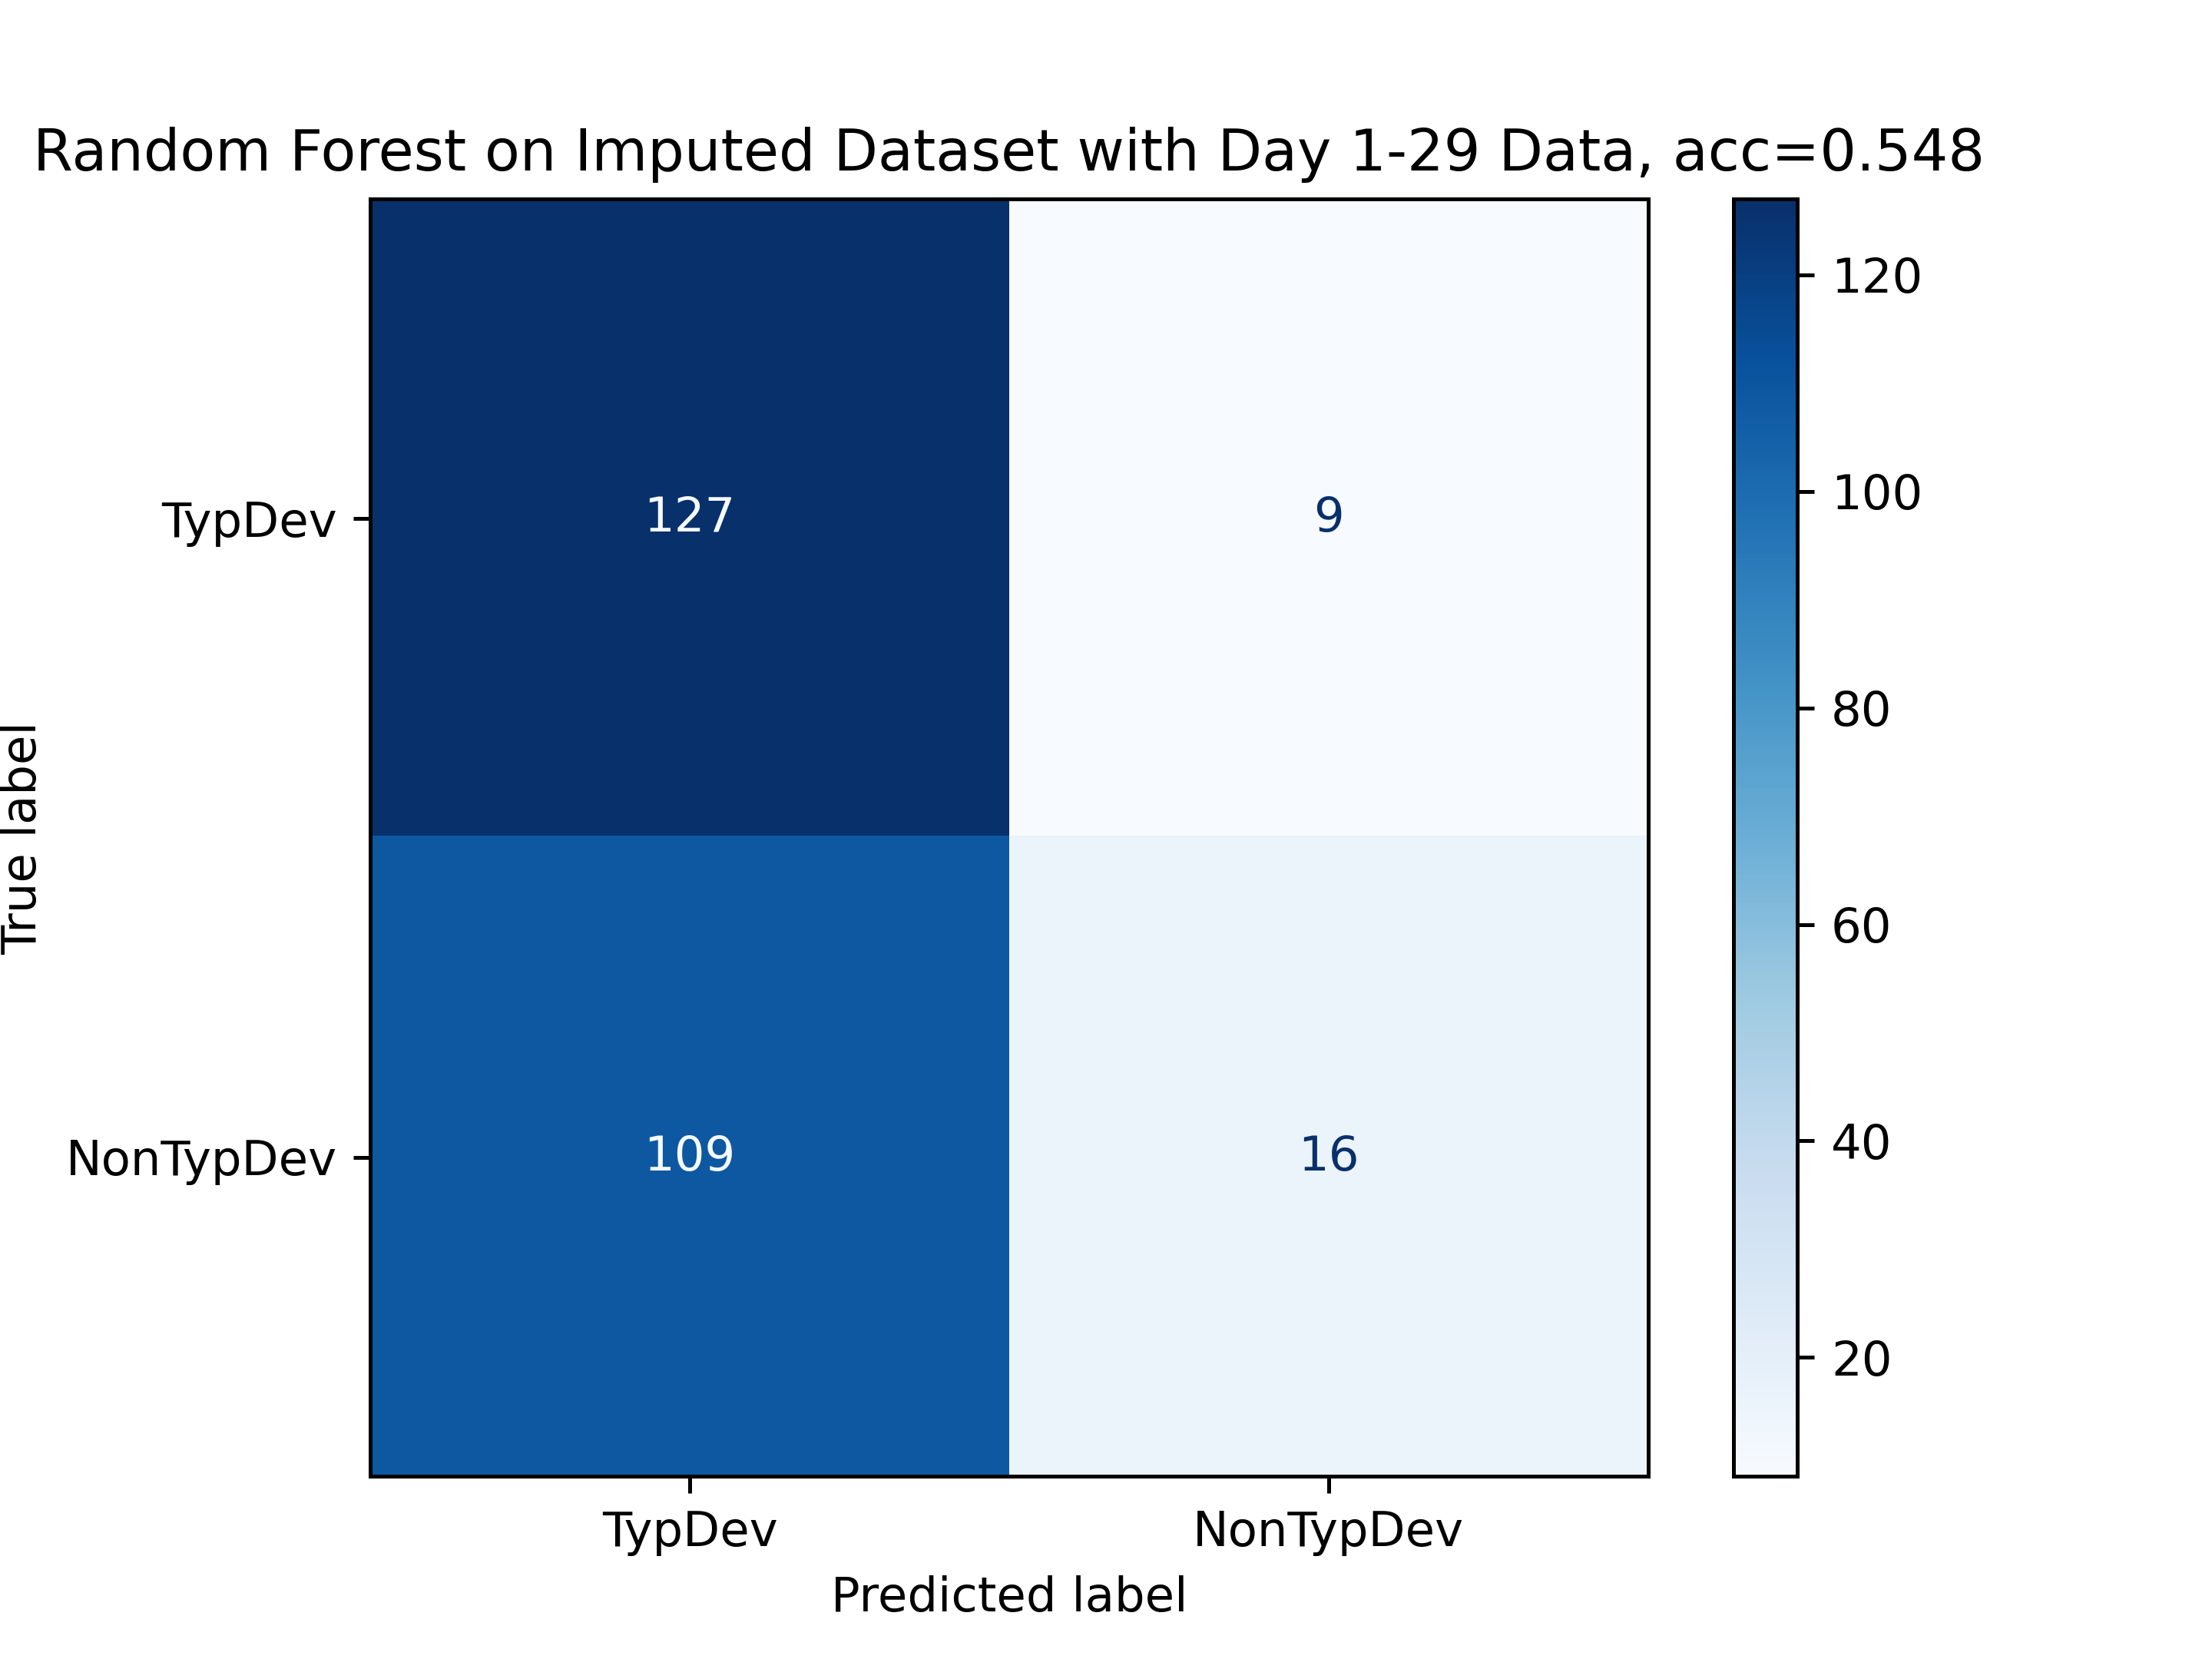 Random Forest on Imputed Dataset with Day 1-29 Data, acc=0.548
True label
TypDev
127
9
NonTypDev
109
16
TypDev
NonTypDev
Predicted label
120
100
80
60
40
20